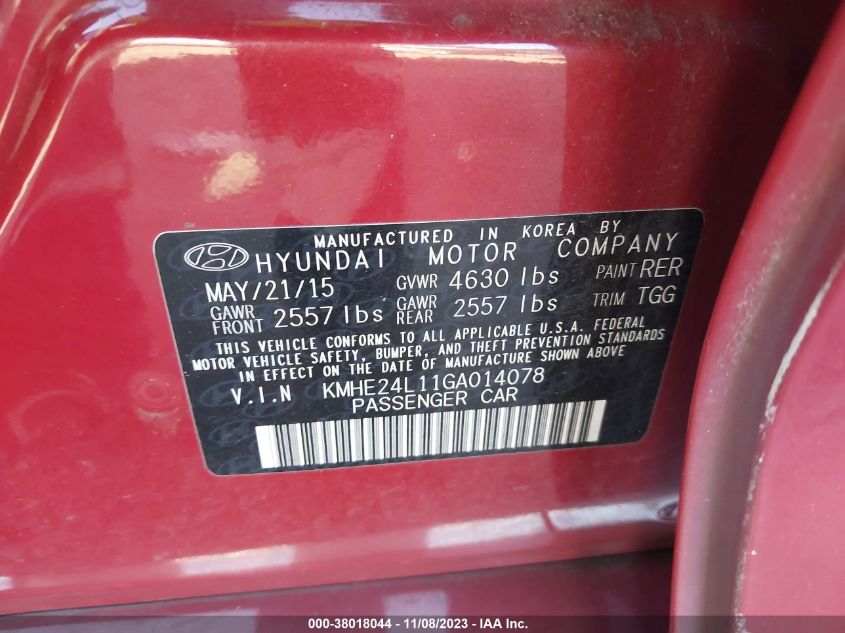 MANUFACTURED IN KOREA BY
HYUNDAI MOTOR COMPANY
MAY/21/15 GVWR 4630 lbs PAINT RER
GAWR FRONT 2557 lbs GAWR REAR 2557 lbs TRIM TGG
THIS VEHICLE CONFORMS TO ALL APPLICABLE U.S.A. FEDERAL
MOTOR VEHICLE SAFETY, BUMPER, AND THEFT PREVENTION STANDARDS
IN EFFECT ON THE DATE OF MANUFACTURE SHOWN ABOVE
V.I.N KMHE24L11GA014078
PASSENGER CAR
000-38018044 - 11/08/2023 - IAA Inc.